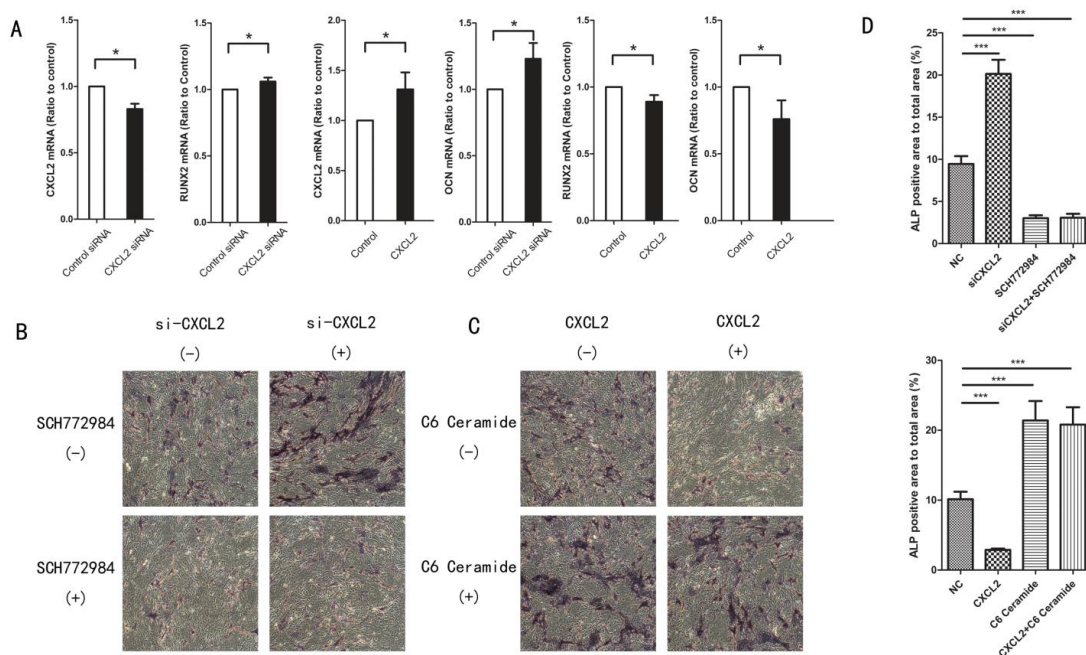 A
CXCL2 mRNA (Ratio to control)
1.5
1.0
0.5
0.0
*
Control siRNA
CXCL2 siRNA
RUNX2 mRNA (Ratio to control)
1.5
1.0
0.5
0.0
*
Control siRNA
CXCL2 siRNA
CXCL2 mRNA (Ratio to control)
2.0
1.5
1.0
0.5
0.0
*
Control
CXCL2
OCN mRNA (Ratio to control)
1.5
1.0
0.5
0.0
*
Control siRNA
CXCL2 siRNA
RUNX2 mRNA (Ratio to control)
1.5
1.0
0.5
0.0
*
Control
CXCL2
OCN mRNA (Ratio to control)
1.5
1.0
0.5
0.0
*
Control
CXCL2
B
si-CXCL2
(-)
si-CXCL2
(+)
SCH772984
(-)
SCH772984
(+)
C
CXCL2
(-)
CXCL2
(+)
C6 Ceramide
(-)
C6 Ceramide
(+)
D
ALP positive area to total area (%)
25
20
15
10
5
0
***
***
***
NC
siCXCL2
SCH772984
siCXCL2+SCH772984
ALP positive area to total area (%)
30
20
10
0
***
***
***
NC
CXCL2
C6 Ceramide
CXCL2+C6 Ceramide